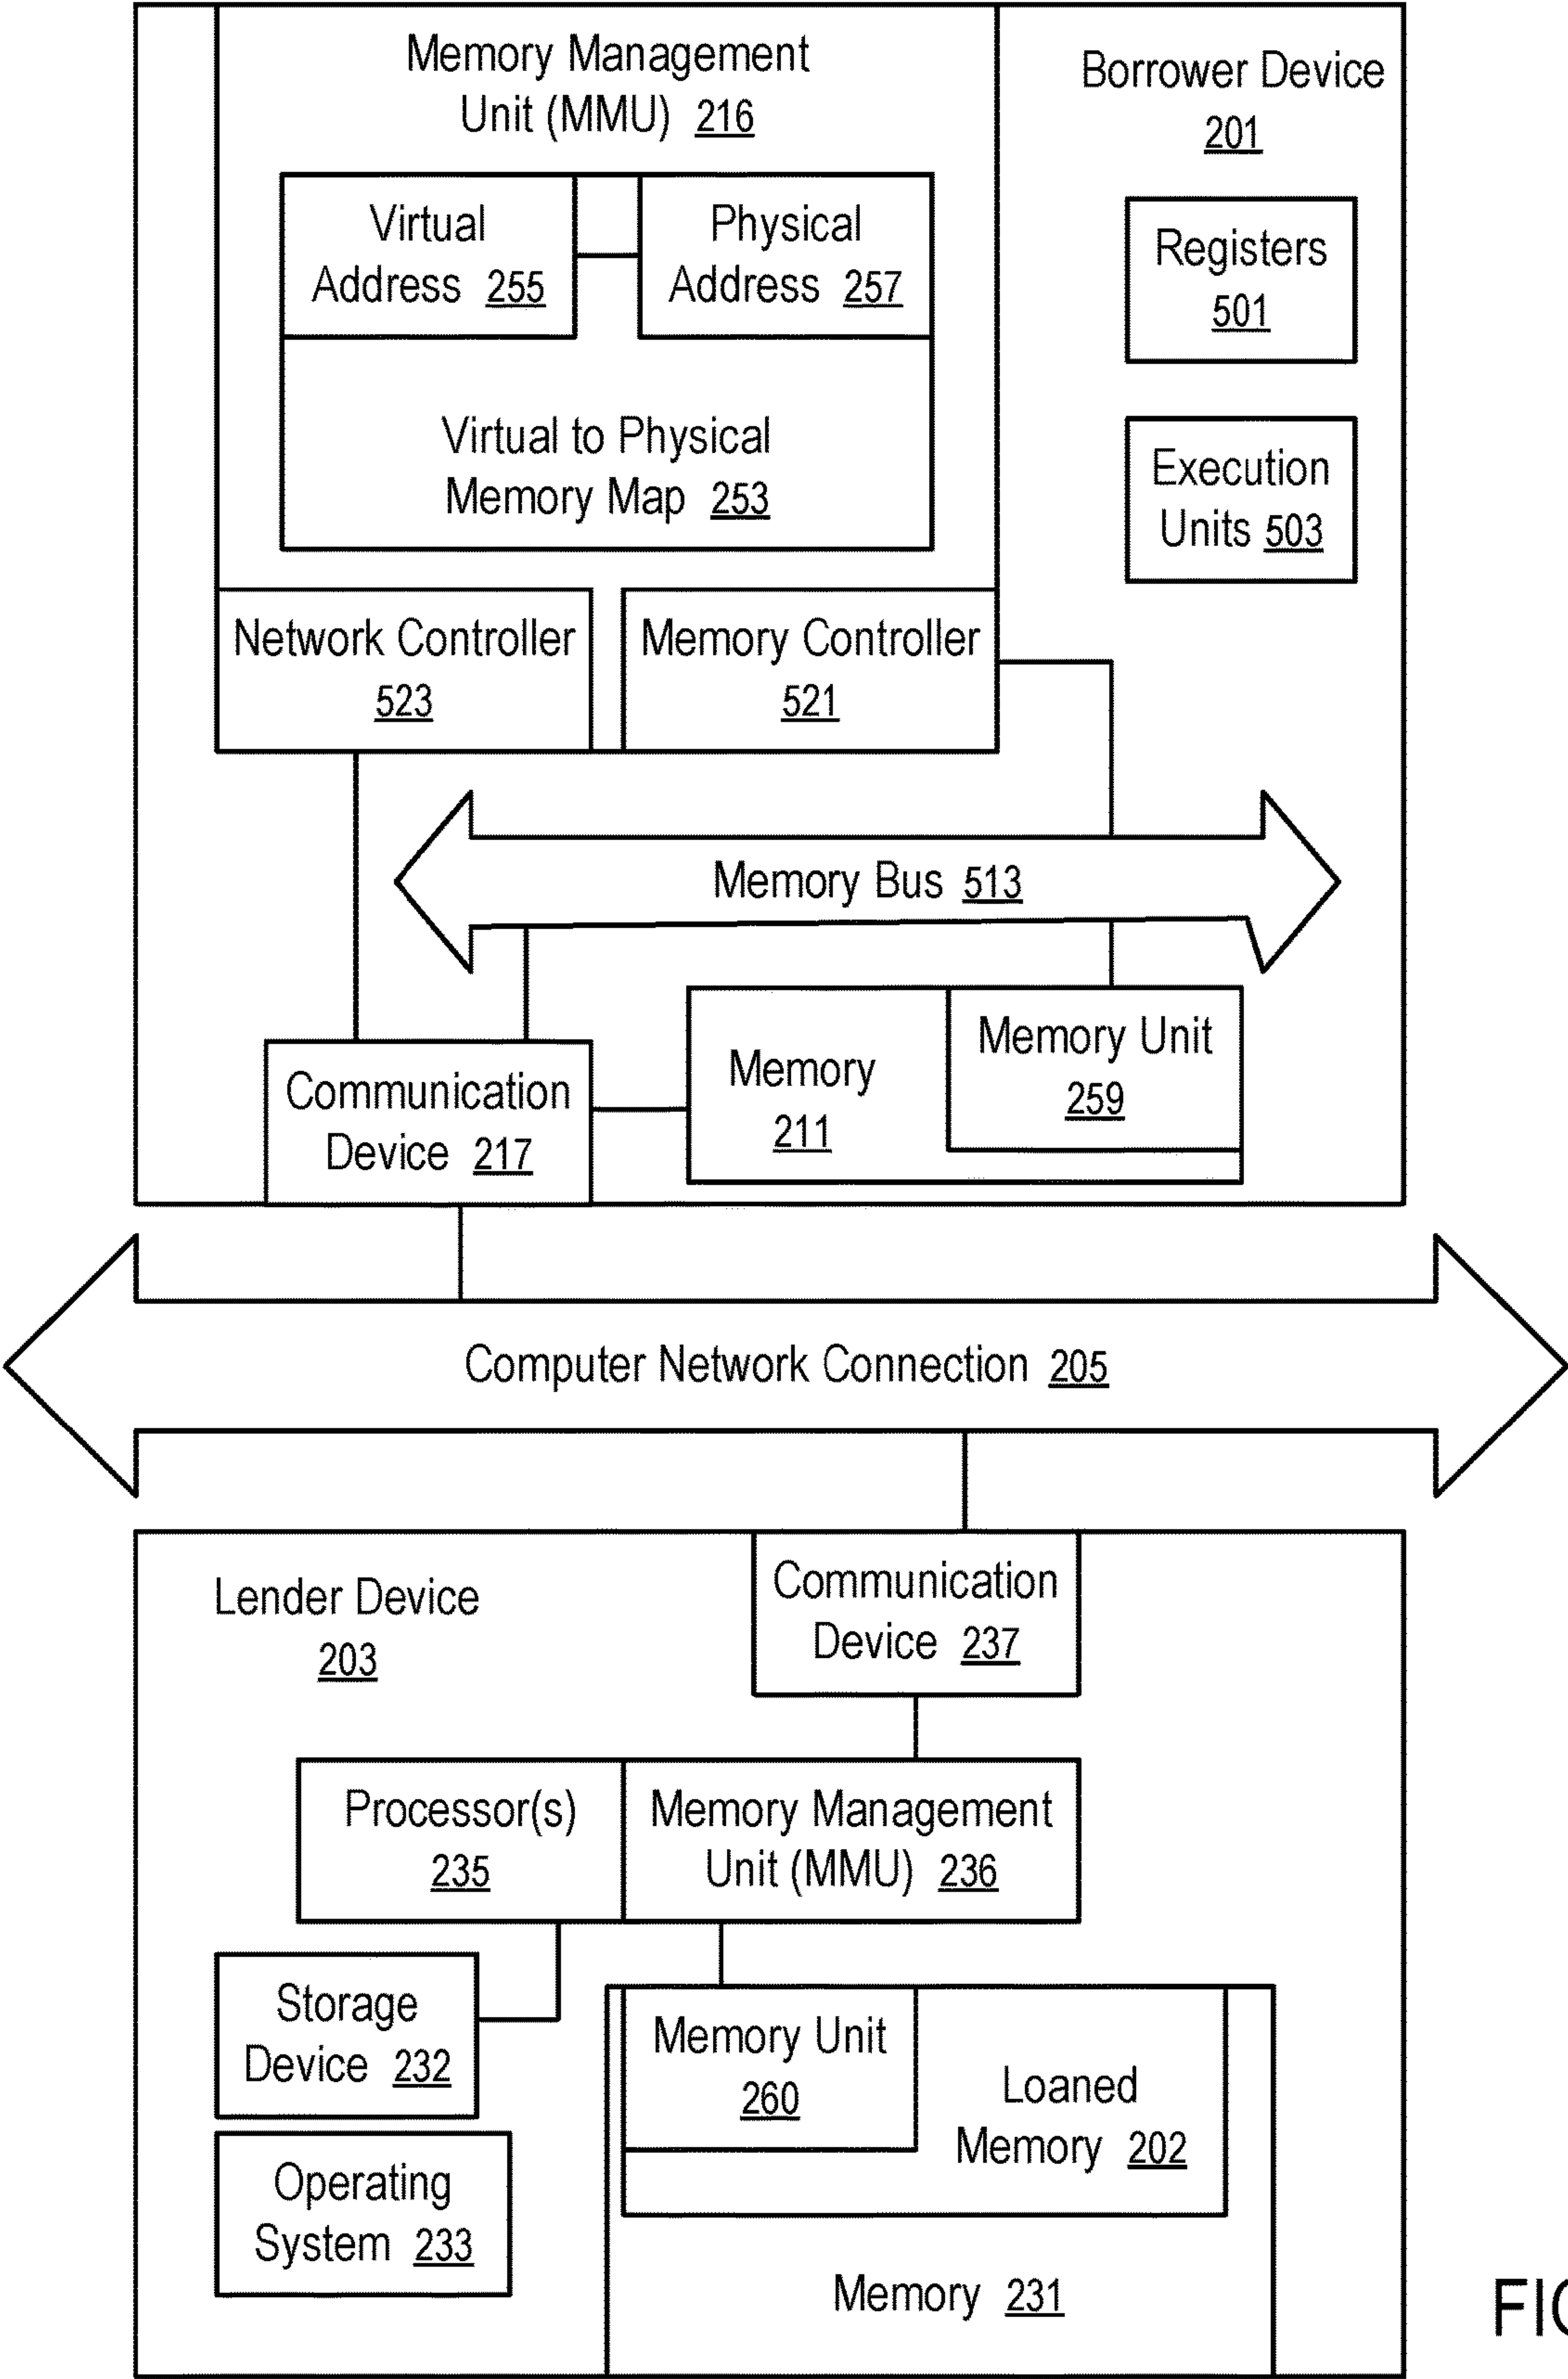 Memory Management
Unit (MMU) 216
Borrower Device
201
Virtual
Address 255
Physical
Address 257
Registers
501
Virtual to Physical
Memory Map 253
Execution
Units 503
Network Controller
523
Memory Controller
521
Memory Bus 513
Communication
Device 217
Memory
211
Memory Unit
259
Computer Network Connection 205
Lender Device
203
Communication
Device 237
Processor(s)
235
Memory Management
Unit (MMU) 236
Storage
Device 232
Memory Unit
260
Loaned
Memory 202
Operating
System 233
Memory 231